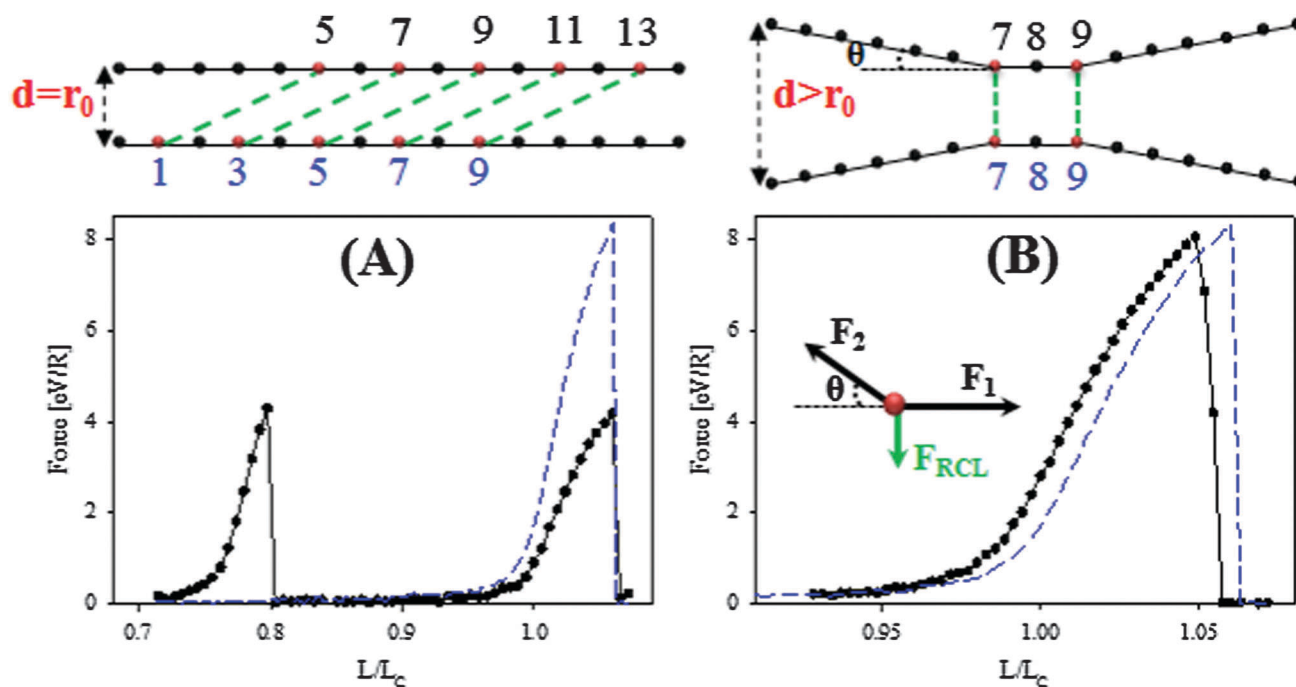 5 7 9 11 13
d=r0
1 3 5 7 9
7 8 9
θ
d>r0
7 8 9
(A)
Force [eV/R]
8
6
4
2
0
0.7 0.8 0.9 1.0
L/Lc
(B)
Force [eV/R]
8
6
4
2
0
F2
θ
F1
FRCL
0.95 1.00 1.05
L/Lc